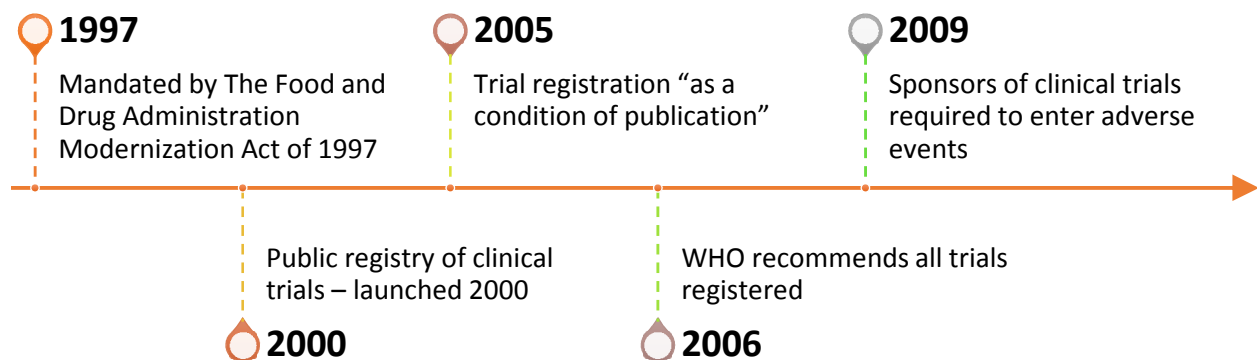 1997
Mandated by The Food and
Drug Administration
Modernization Act of 1997
Public registry of clinical
trials – launched 2000
2000
2005
Trial registration “as a
condition of publication”
WHO recommends all trials
registered
2006
2009
Sponsors of clinical trials
required to enter adverse
events